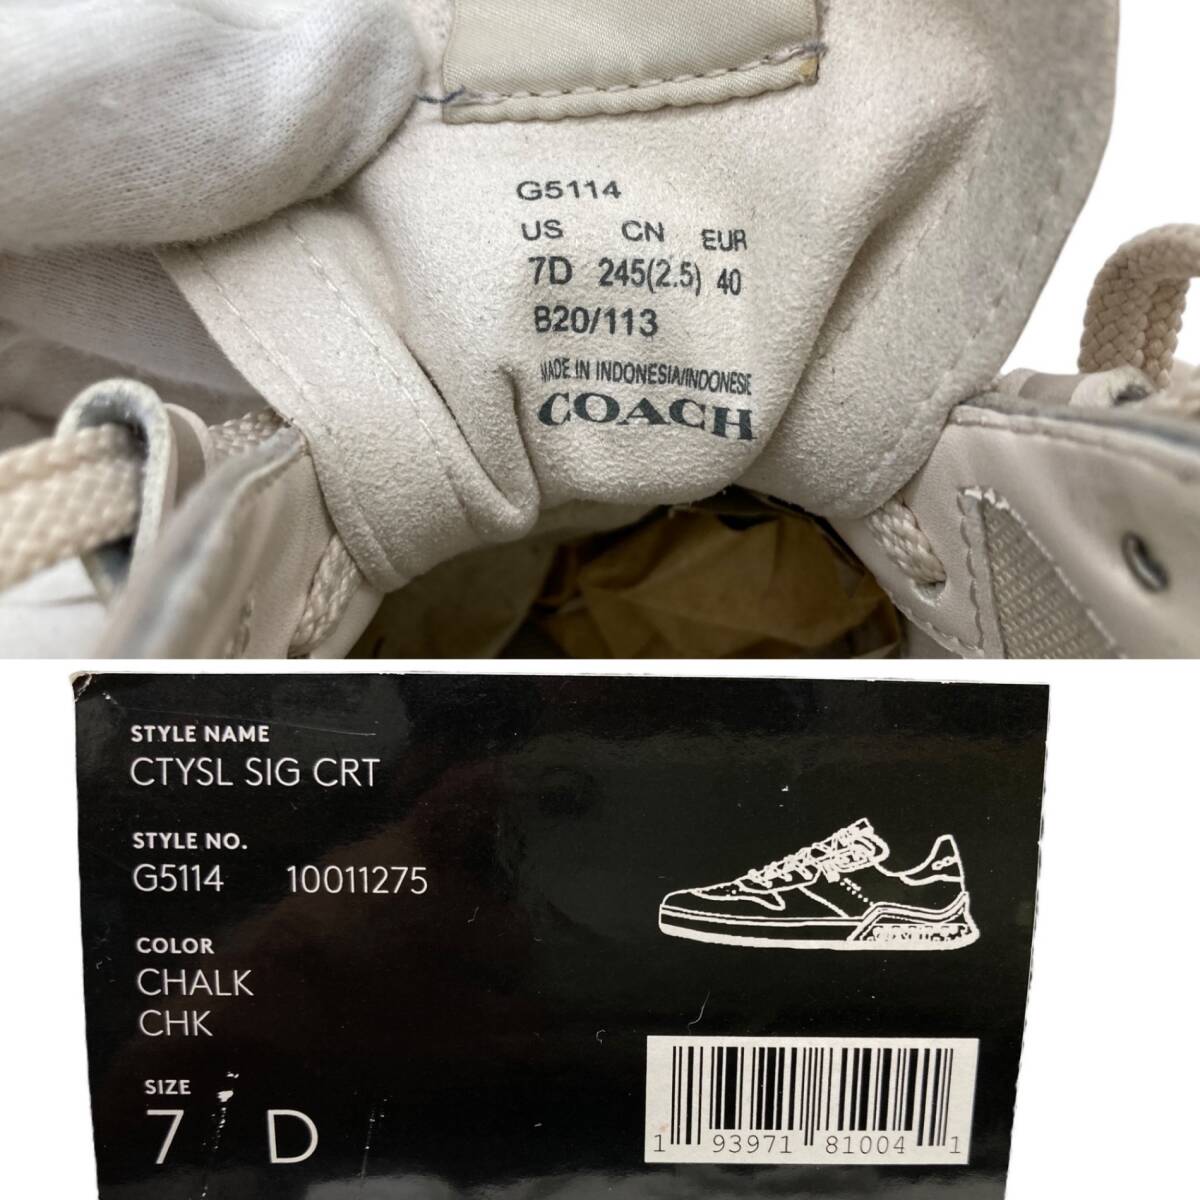 G5114
US CN EUR
7D 245(2.5) 40
B20/113
MADE IN INDONESIA/INDONESIE
COACH
STYLE NAME
CTYSL SIG CRT
STYLE NO.
G5114 10011275
COLOR
CHALK
CHK
SIZE
7 D
1 93971 81004 1